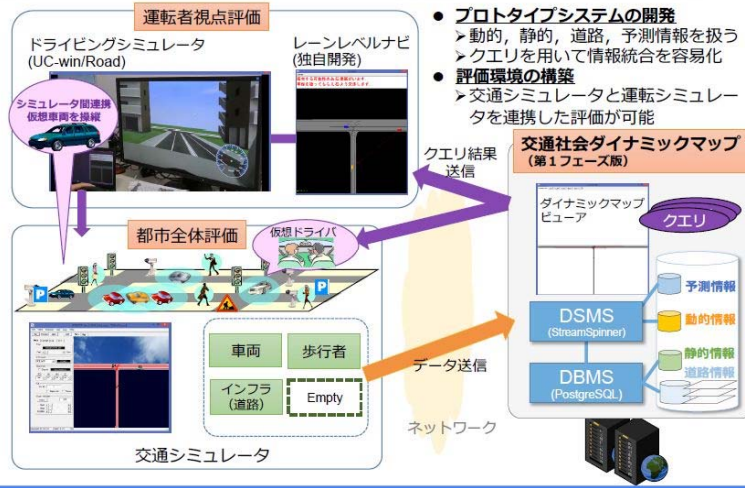 運転者視点評価
ドライビングシミュレータ
(UC-win/Road)
レーンレベルナビ
(独自開発)
シミュレータ間連携
仮想車両を操縦
● プロトタイプシステムの開発
➢動的，静的，道路，予測情報を扱う
➢クエリを用いて情報統合を容易化
● 評価環境の構築
➢交通シミュレータと運転シミュレー
タを連携した評価が可能
クエリ結果
送信
交通社会ダイナミックマップ
（第１フェーズ版）
ダイナミックマップ
ビューア
クエリ
都市全体評価
仮想ドライバ
P
P
予測情報
DSMS
(StreamSpinner)
動的情報
静的情報
道路情報
DBMS
(PostgreSQL)
車両
歩行者
インフラ
(道路)
Empty
データ送信
ネットワーク
交通シミュレータ